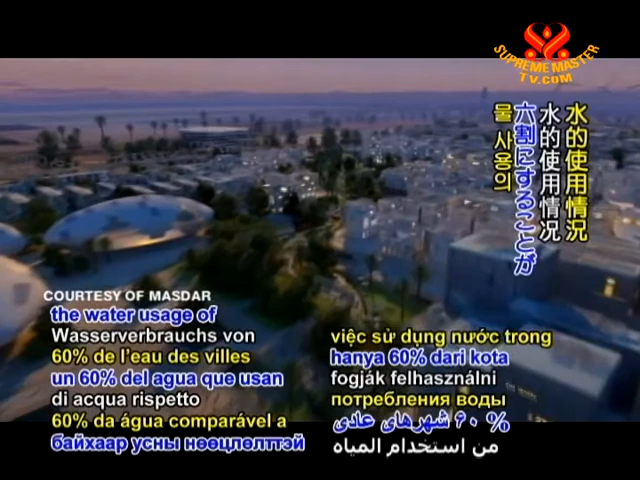 SUPREME MASTER
TV.COM
水的使用情況
水的使用情况
六割にすることが
물 사용의
COURTESY OF MASDAR
the water usage of
Wasserverbrauchs von
60% de l'eau des villes
un 60% del agua que usan
di acqua rispetto
60% da água comparável a
байхаар усны нөөцлөлттэй
việc sử dụng nước trong
hanya 60% dari kota
fogják felhasználni
потребления воды
۶۰ % شهرهای عادی
من استخدام المياه